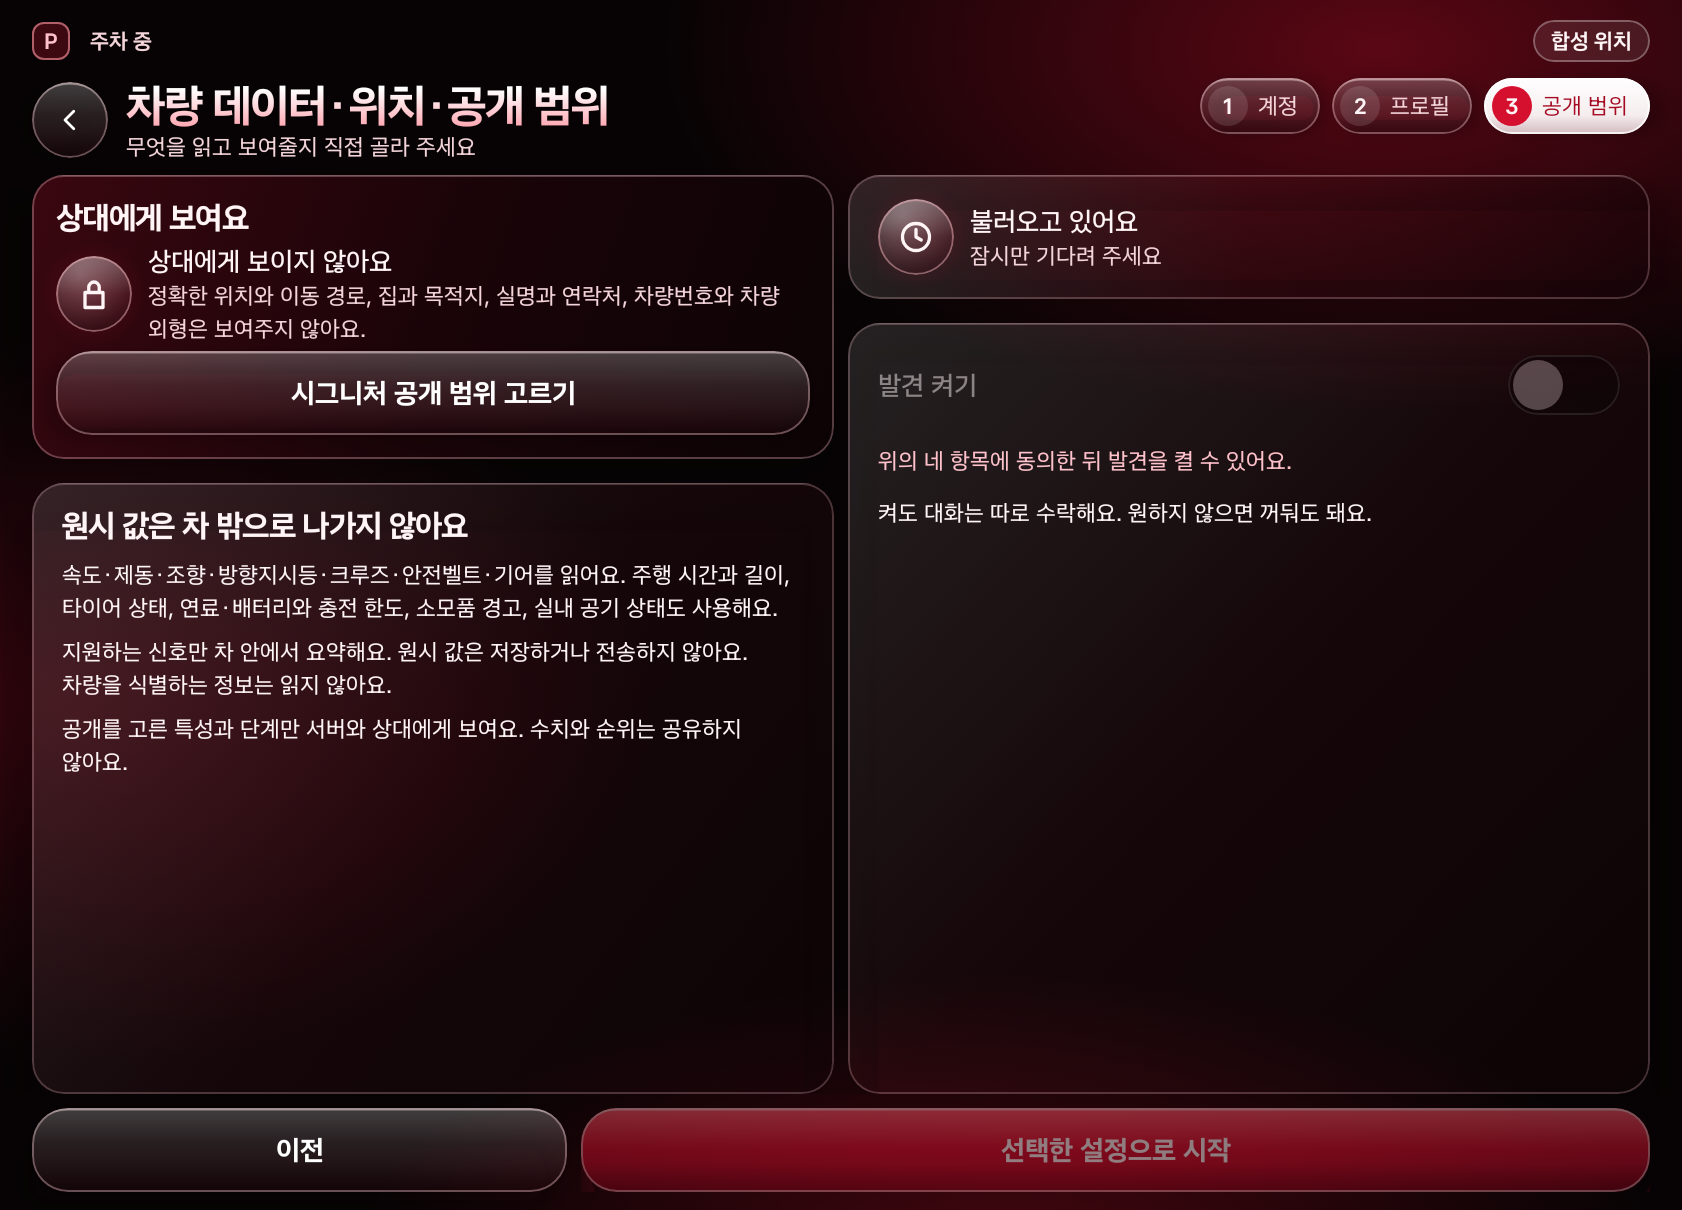 P 주차 중
합성 위치
차량 데이터·위치·공개 범위
무엇을 읽고 보여줄지 직접 골라 주세요
1 계정
2 프로필
3 공개 범위
상대에게 보여요
상대에게 보이지 않아요
정확한 위치와 이동 경로, 집과 목적지, 실명과 연락처, 차량번호와 차량
외형은 보여주지 않아요.
시그니처 공개 범위 고르기
원시 값은 차 밖으로 나가지 않아요
속도·제동·조향·방향지시등·크루즈·안전벨트·기어를 읽어요. 주행 시간과 길이,
타이어 상태, 연료·배터리와 충전 한도, 소모품 경고, 실내 공기 상태도 사용해요.
지원하는 신호만 차 안에서 요약해요. 원시 값은 저장하거나 전송하지 않아요.
차량을 식별하는 정보는 읽지 않아요.
공개를 고른 특성과 단계만 서버와 상대에게 보여요. 수치와 순위는 공유하지
않아요.
불러오고 있어요
잠시만 기다려 주세요
발견 켜기
위의 네 항목에 동의한 뒤 발견을 켤 수 있어요.
켜도 대화는 따로 수락해요. 원하지 않으면 꺼둬도 돼요.
이전
선택한 설정으로 시작